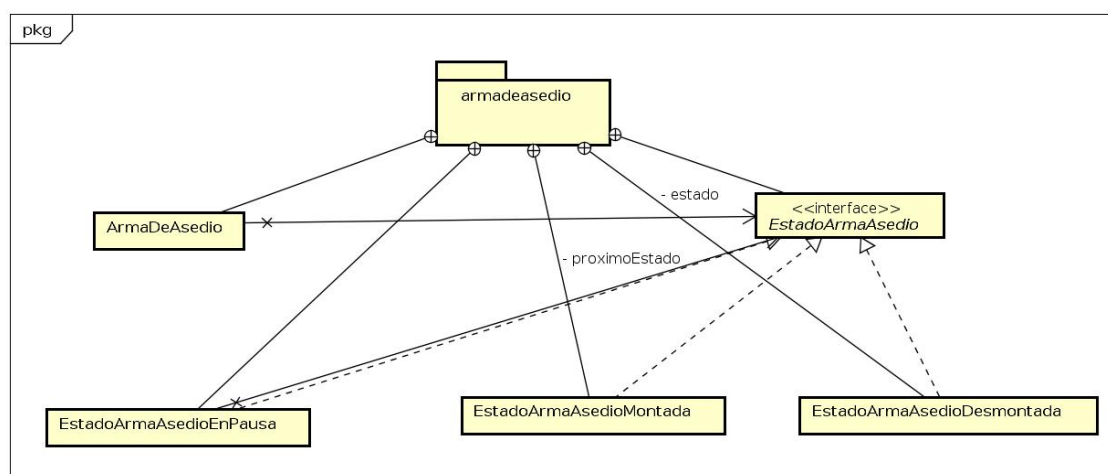 pkg
armadeasedio
- estado
<<interface>>
EstadoArmaAsedio
ArmaDeAsedio
- proximoEstado
EstadoArmaAsedioEnPausa
EstadoArmaAsedioMontada
EstadoArmaAsedioDesmontada